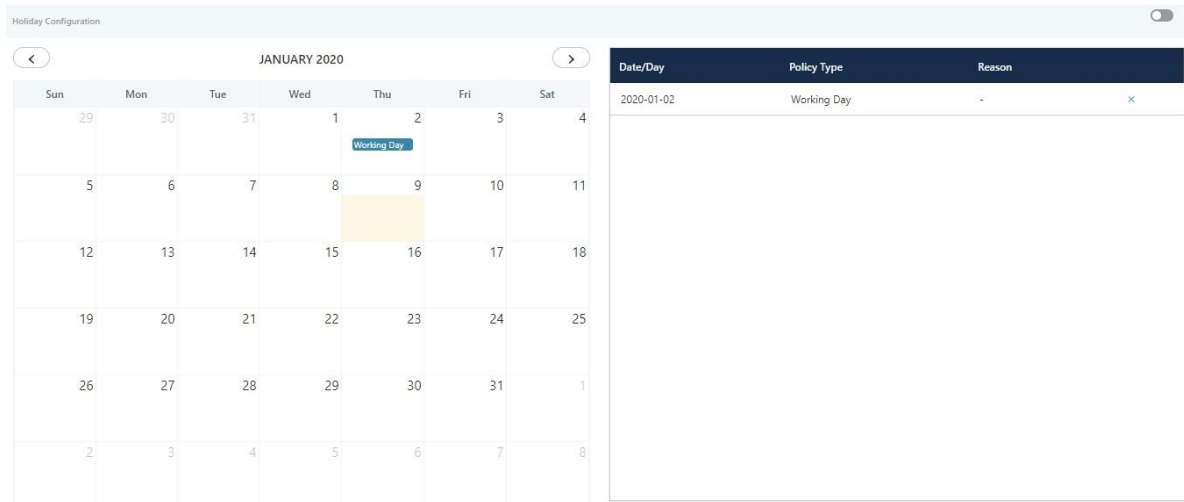 Holiday Configuration
JANUARY 2020
Sun Mon Tue Wed Thu Fri Sat
29 30 31 1 2 3 4
Working Day
5 6 7 8 9 10 11
12 13 14 15 16 17 18
19 20 21 22 23 24 25
26 27 28 29 30 31 1
2 3 4 5 6 7 8
Date/Day Policy Type Reason
2020-01-02 Working Day -